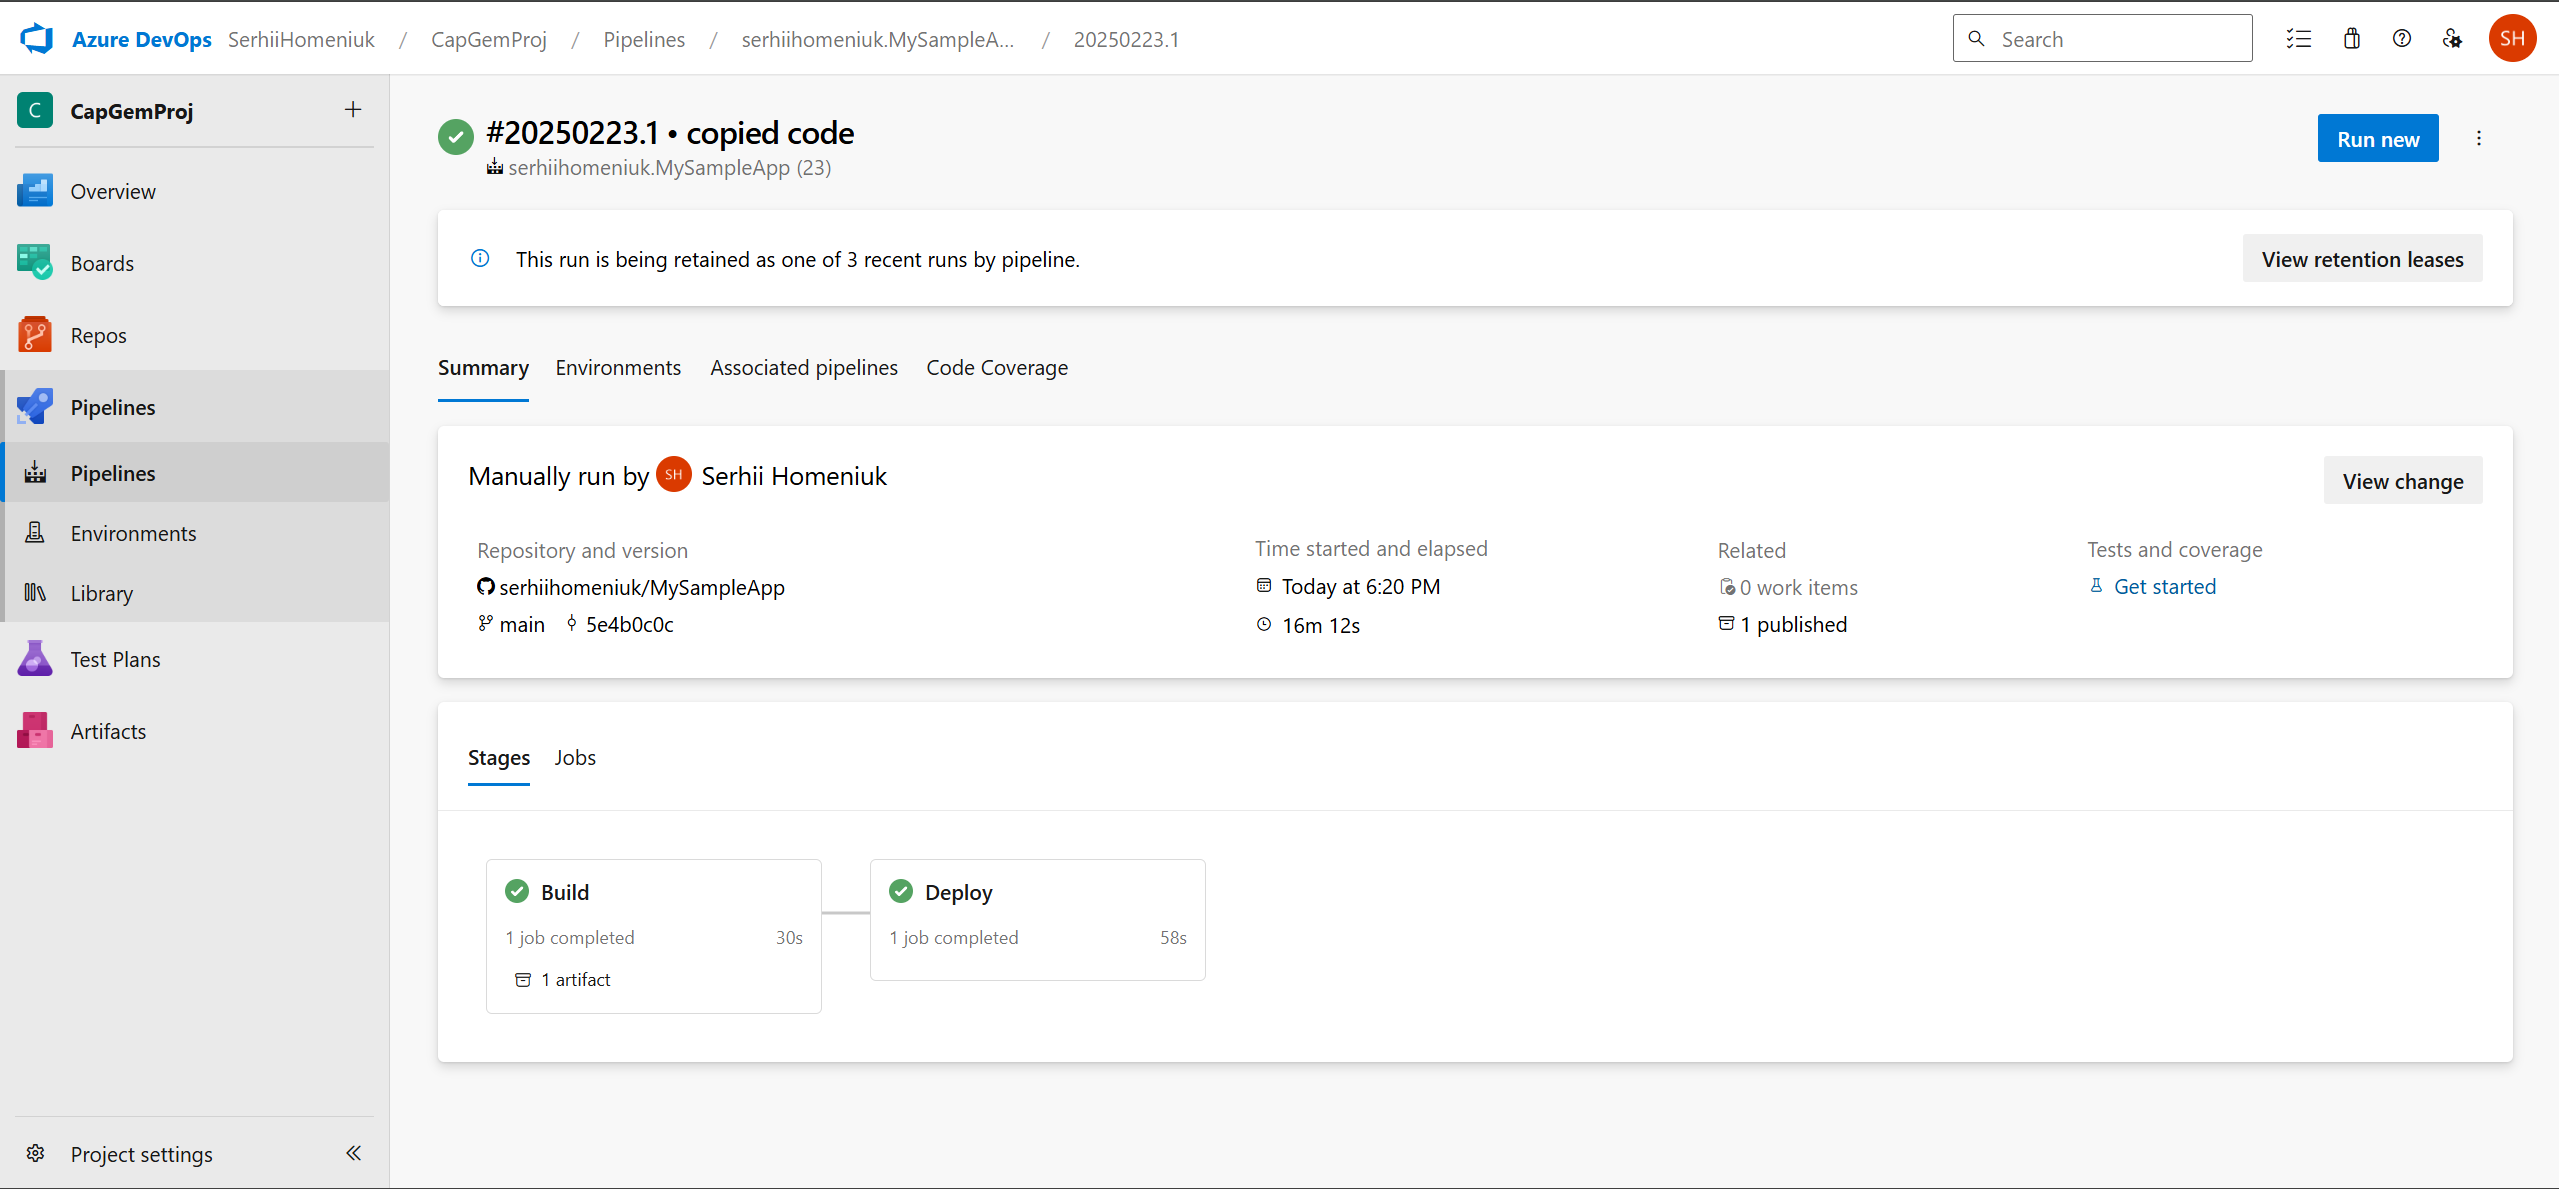 Azure DevOps SerhiiHomeniuk / CapGemProj / Pipelines / serhiihomeniuk.MySampleA... / 20250223.1
Search
SH
C CapGemProj
Overview
Boards
Repos
Pipelines
Pipelines
Environments
Library
Test Plans
Artifacts
Project settings
#20250223.1 • copied code
serhiihomeniuk.MySampleApp (23)
Run new
This run is being retained as one of 3 recent runs by pipeline.
View retention leases
Summary Environments Associated pipelines Code Coverage
Manually run by SH Serhii Homeniuk
View change
Repository and version
serhiihomeniuk/MySampleApp
main 5e4b0c0c
Time started and elapsed
Today at 6:20 PM
16m 12s
Related
0 work items
1 published
Tests and coverage
Get started
Stages Jobs
Build
1 job completed 30s
1 artifact
Deploy
1 job completed 58s